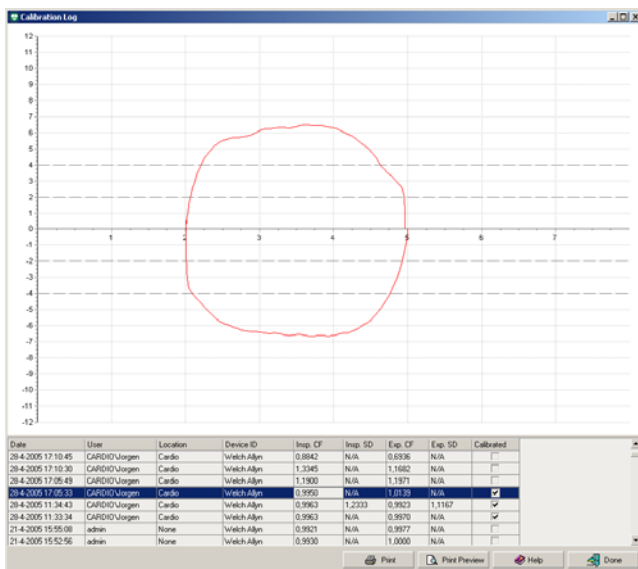 Calibration Log
12
11
10
9
8
7
6
5
4
3
2
1
0
1 2 3 4 5 6 7
-1
-2
-3
-4
-5
-6
-7
-8
-9
-10
-11
-12
Date User Location Device ID Insp. CF Insp. SD Exp. CF Exp. SD Calibrated
28-4-2005 17:10:45 CARDIO\Jorgen Cardio Welch Allyn 0,8842 N/A 0,6936 N/A
28-4-2005 17:10:30 CARDIO\Jorgen Cardio Welch Allyn 1,3345 N/A 1,1682 N/A
28-4-2005 17:05:49 CARDIO\Jorgen Cardio Welch Allyn 1,1900 N/A 1,1971 N/A
28-4-2005 17:05:33 CARDIO\Jorgen Cardio Welch Allyn 0,9950 N/A 1,0139 N/A
28-4-2005 11:34:43 CARDIO\Jorgen Cardio Welch Allyn 0,9963 1,2333 0,9923 1,1167
28-4-2005 11:33:34 CARDIO\Jorgen Cardio Welch Allyn 0,9963 N/A 0,9970 N/A
21-4-2005 15:55:08 admin None Welch Allyn 0,9921 N/A 0,9977 N/A
21-4-2005 15:52:56 admin None Welch Allyn 0,9930 N/A 1,0000 N/A
Print Print Preview Help Done